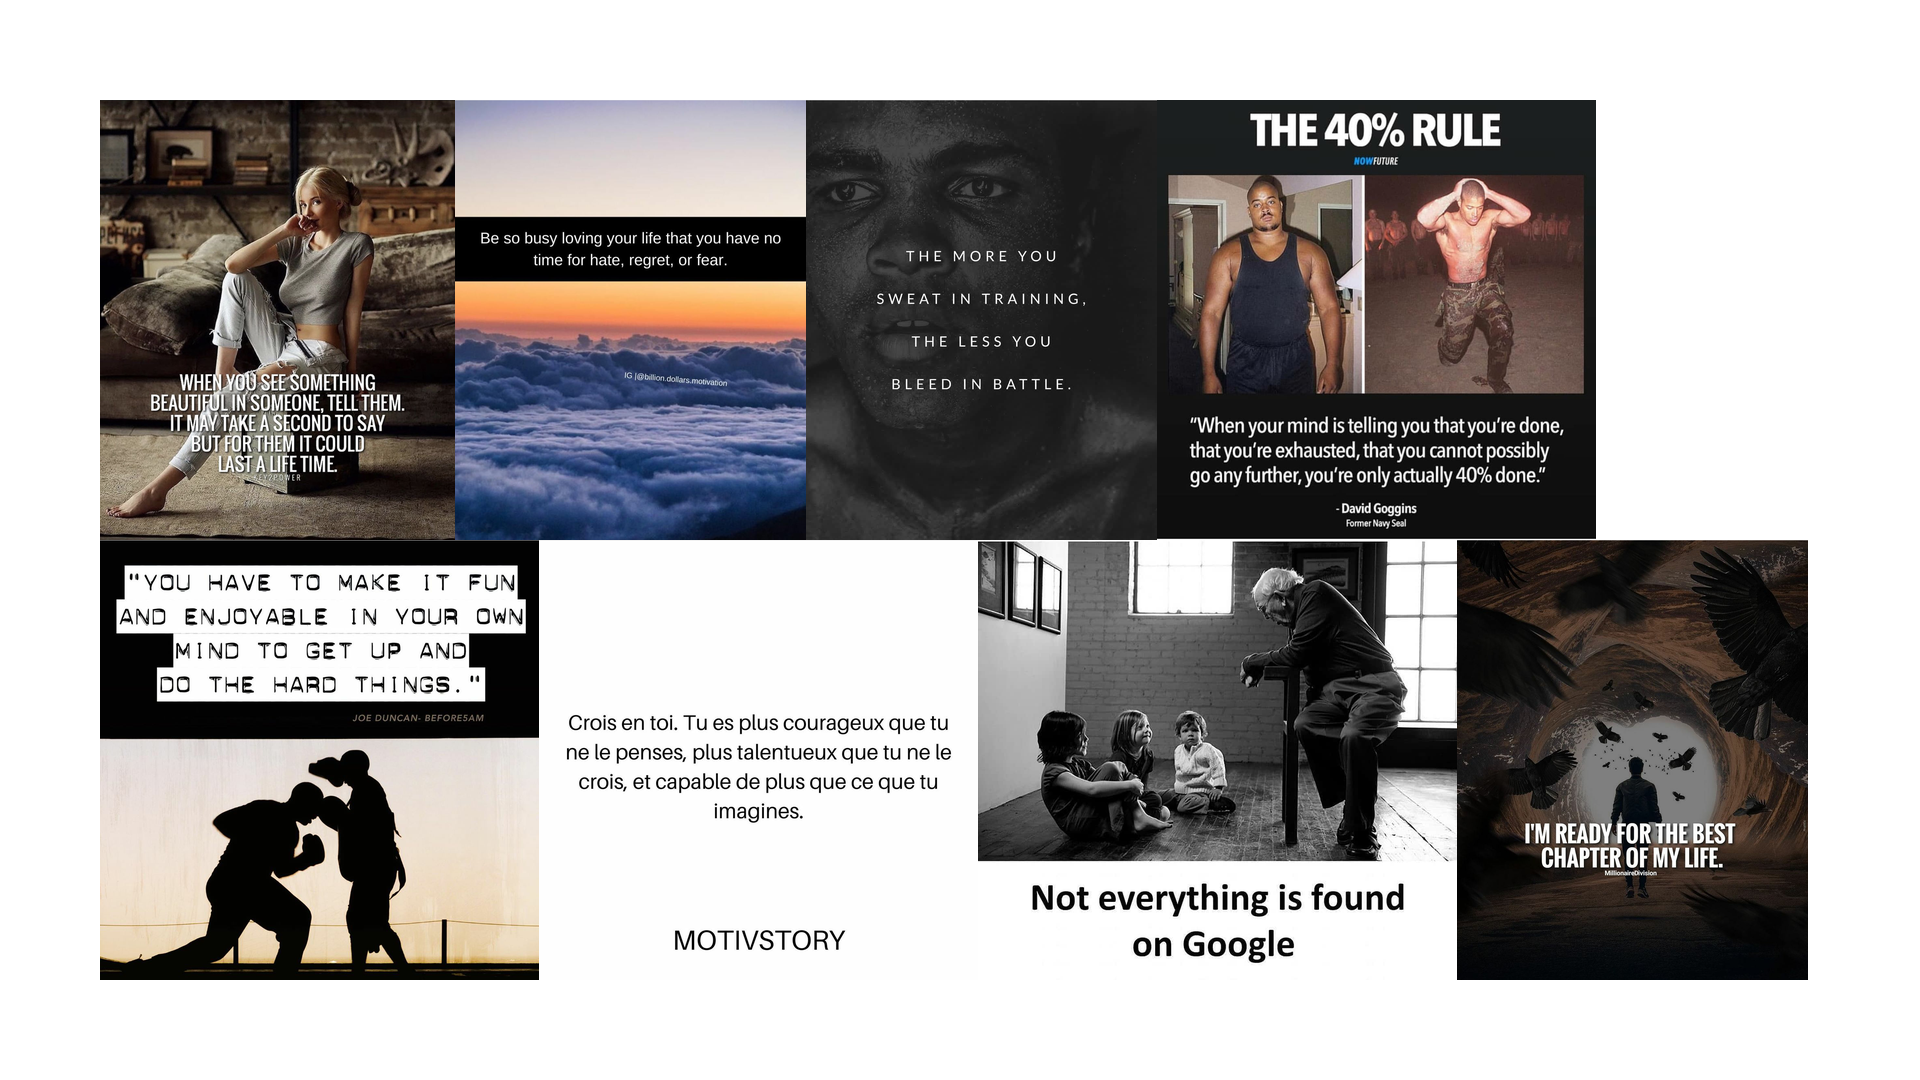 WHEN YOU SEE SOMETHING
BEAUTIFUL IN SOMEONE, TELL THEM.
IT MAY TAKE A SECOND TO SAY
BUT FOR THEM IT COULD
LAST A LIFE TIME.
KEY2POWER
Be so busy loving your life that you have no
time for hate, regret, or fear.
IG |@billion.dollars.motivation
THE MORE YOU
SWEAT IN TRAINING,
THE LESS YOU
BLEED IN BATTLE.
THE 40% RULE
NOWFUTURE
“When your mind is telling you that you’re done,
that you’re exhausted, that you cannot possibly
go any further, you’re only actually 40% done.”
- David Goggins
Former Navy Seal
"YOU HAVE TO MAKE IT FUN
AND ENJOYABLE IN YOUR OWN
MIND TO GET UP AND
DO THE HARD THINGS."
JOE DUNCAN- BEFORE5AM
Crois en toi. Tu es plus courageux que tu
ne le penses, plus talentueux que tu ne le
crois, et capable de plus que ce que tu
imagines.
MOTIVSTORY
Not everything is found
on Google
I'M READY FOR THE BEST
CHAPTER OF MY LIFE.
MillionaireDivision